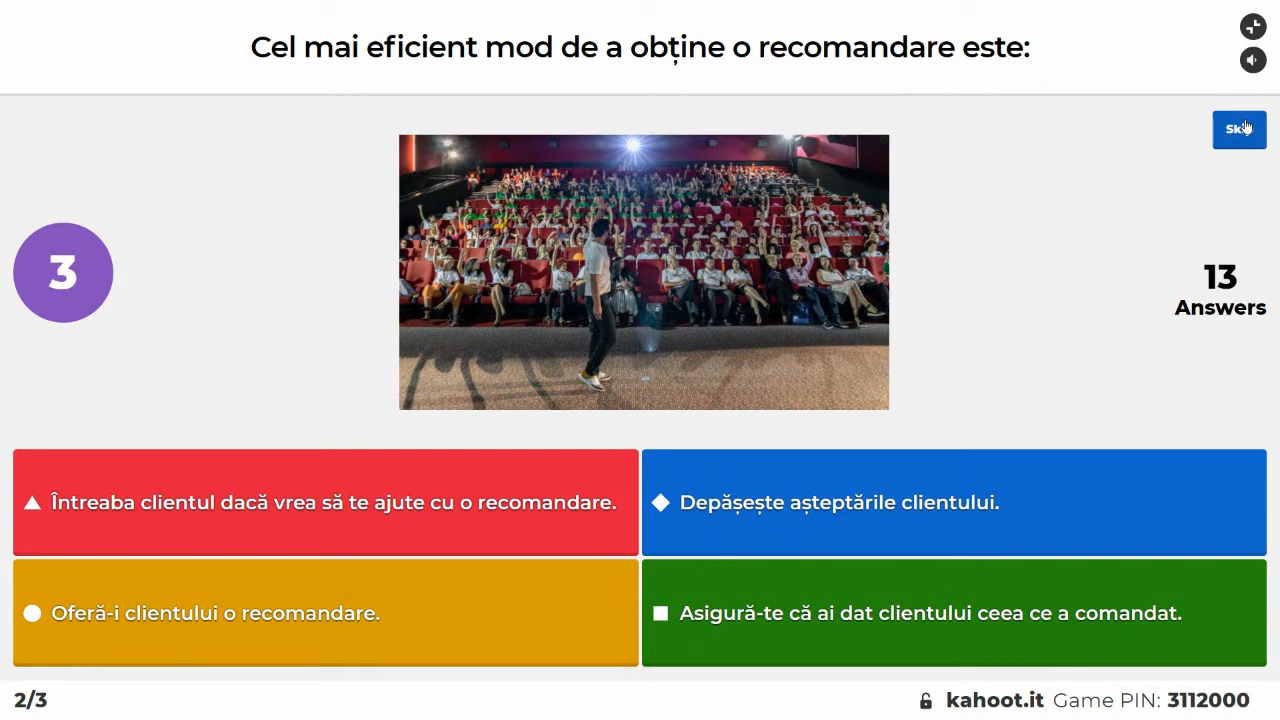 Cel mai eficient mod de a obține o recomandare este:
3
13
Answers
Întreaba clientul dacă vrea să te ajute cu o recomandare.
Depășește așteptările clientului.
Oferă-i clientului o recomandare.
Asigură-te că ai dat clientului ceea ce a comandat.
2/3
kahoot.it Game PIN: 3112000